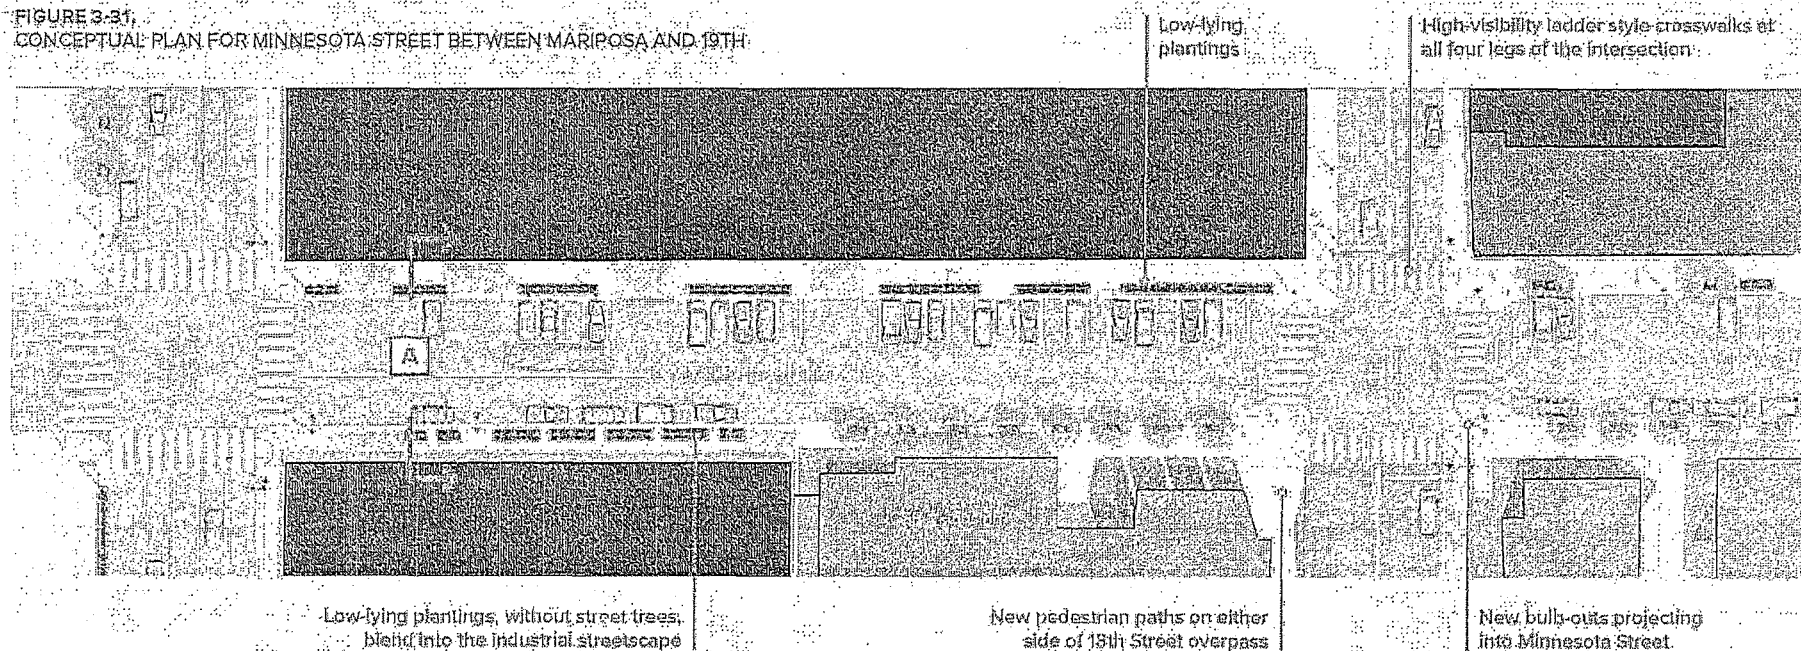 FIGURE 3-31.
CONCEPTUAL PLAN FOR MINNESOTA STREET BETWEEN MARIPOSA AND 19TH
Low-lying
plantings
High-visibility ladder style crosswalks at
all four legs of the intersection
A
Low-lying plantings, without street trees,
blend into the industrial streetscape
New pedestrian paths on either
side of 18th Street overpass
New bulb-outs projecting
into Minnesota Street